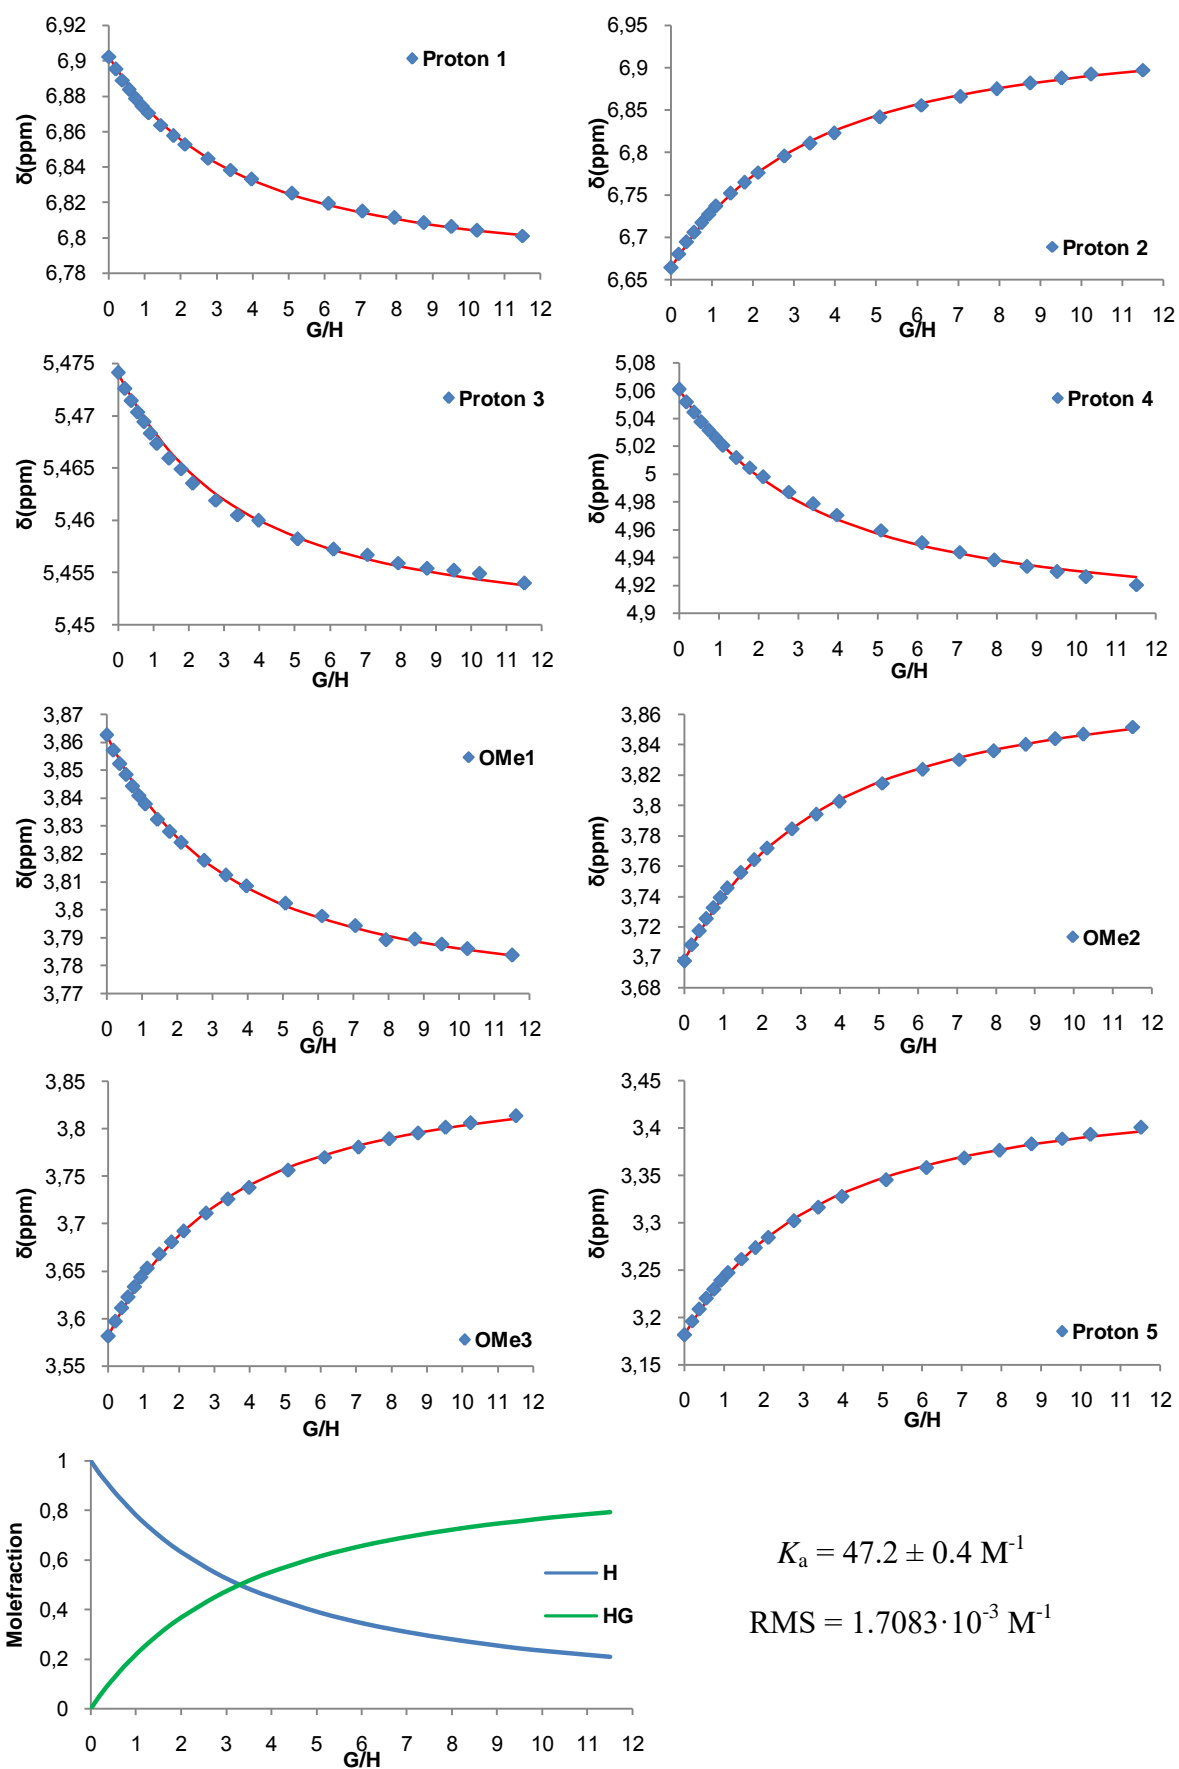 6,92
6,9
6,88
6,86
6,84
6,82
6,8
6,78
δ(ppm)
Proton 1
0 1 2 3 4 5 6 7 8 9 10 11 12
G/H
6,95
6,9
6,85
6,8
6,75
6,7
6,65
δ(ppm)
Proton 2
0 1 2 3 4 5 6 7 8 9 10 11 12
G/H
5,475
5,47
5,465
5,46
5,455
5,45
δ(ppm)
Proton 3
0 1 2 3 4 5 6 7 8 9 10 11 12
G/H
5,08
5,06
5,04
5,02
5
4,98
4,96
4,94
4,92
4,9
δ(ppm)
Proton 4
0 1 2 3 4 5 6 7 8 9 10 11 12
G/H
3,87
3,86
3,85
3,84
3,83
3,82
3,81
3,8
3,79
3,78
3,77
δ(ppm)
OMe1
0 1 2 3 4 5 6 7 8 9 10 11 12
G/H
3,86
3,84
3,82
3,8
3,78
3,76
3,74
3,72
3,7
3,68
δ(ppm)
OMe2
0 1 2 3 4 5 6 7 8 9 10 11 12
G/H
3,85
3,8
3,75
3,7
3,65
3,6
3,55
δ(ppm)
OMe3
0 1 2 3 4 5 6 7 8 9 10 11 12
G/H
3,45
3,4
3,35
3,3
3,25
3,2
3,15
δ(ppm)
Proton 5
0 1 2 3 4 5 6 7 8 9 10 11 12
G/H
1
0,8
0,6
0,4
0,2
0
Molefraction
H
HG
0 1 2 3 4 5 6 7 8 9 10 11 12
G/H
Kₐ = 47.2 ± 0.4 M⁻¹
RMS = 1.7083·10⁻³ M⁻¹